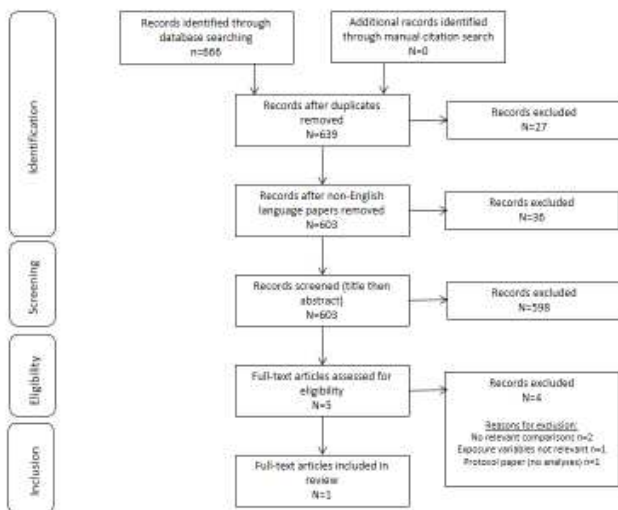 Records identified through
database searching
n=666
Additional records identified
through manual citation search
N=0
Identification
Records after duplicates
removed
N=639
Records excluded
N=27
Records after non-English
language papers removed
N=603
Records excluded
N=36
Screening
Records screened (title then
abstract)
N=603
Records excluded
N=598
Eligibility
Full-text articles assessed for
eligibility
N=5
Records excluded
N=4
Reasons for exclusion:
No relevant comparisons n=2
Exposure variables not relevant n=1
Protocol paper (no analyses) n=1
Inclusion
Full-text articles included in
review
N=1